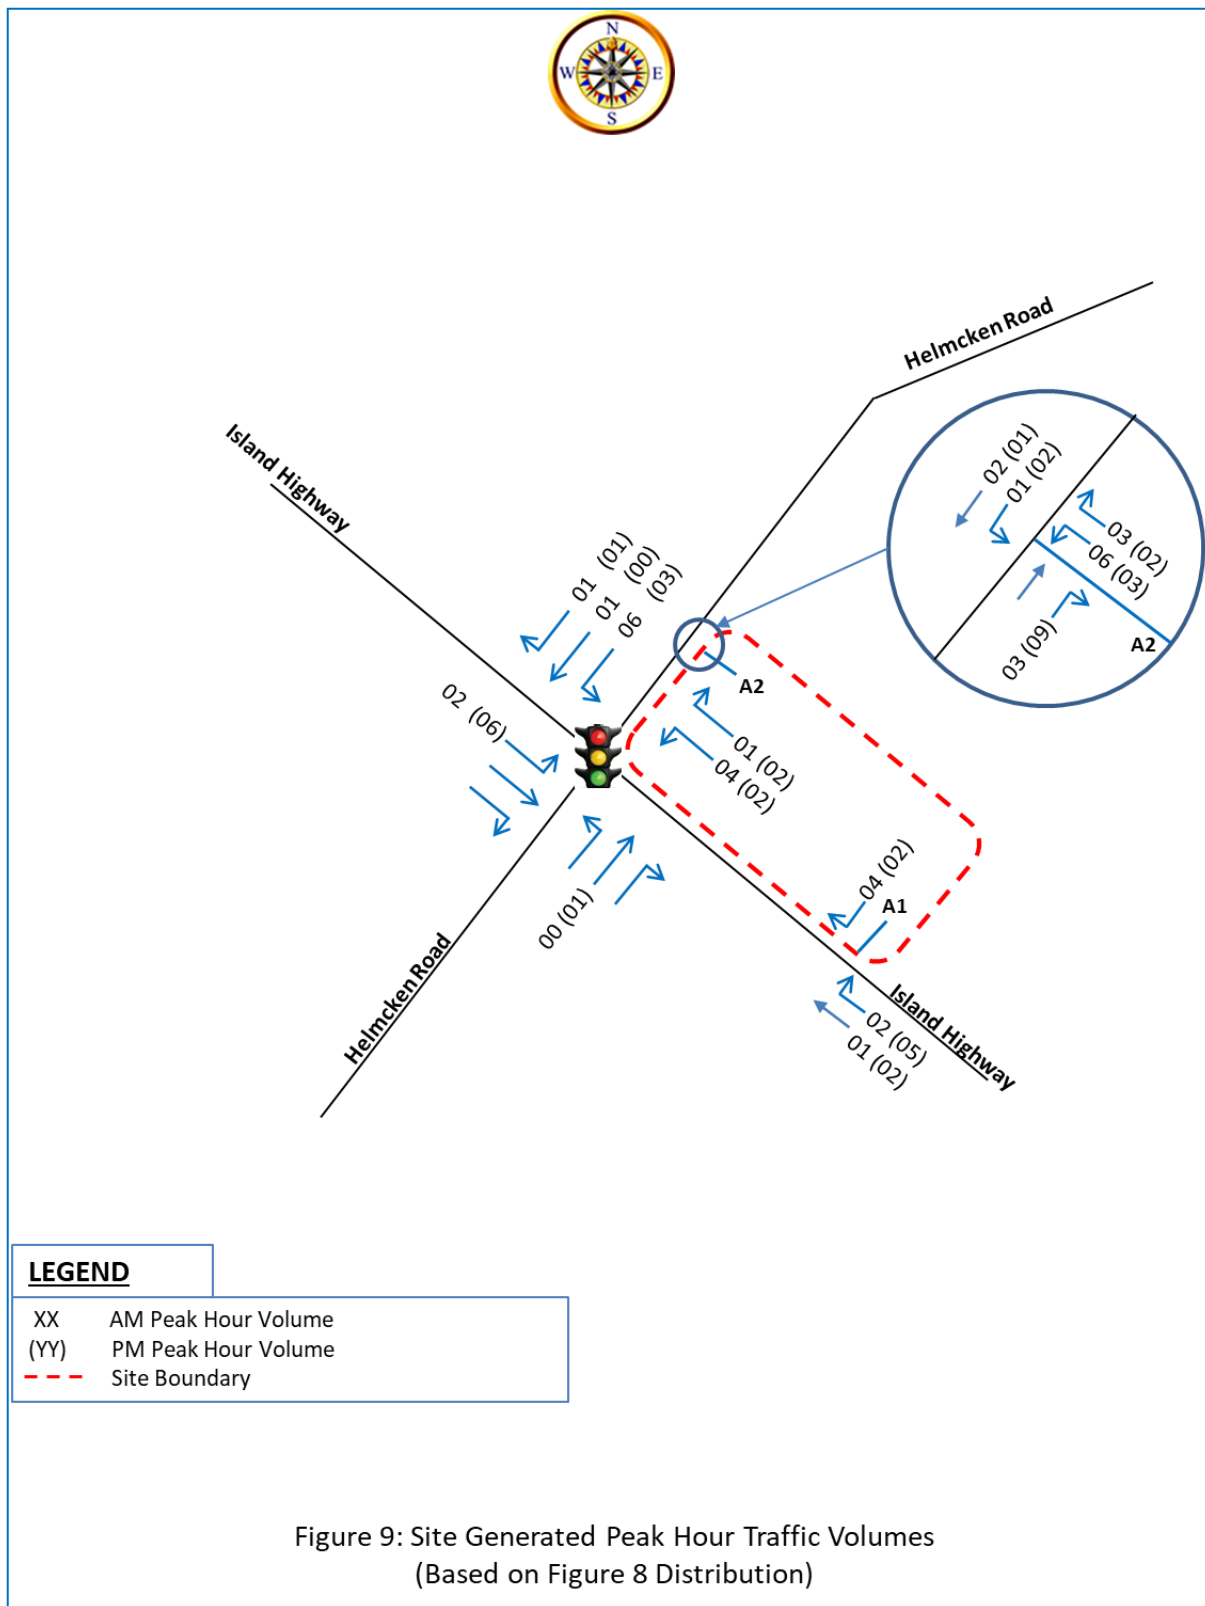 N
W E
S
Helmcken Road
Island Highway
02 (01)
01 (02)
03 (02)
06 (03)
03 (09)
A2
01 (01)
01 (00)
06 (03)
A2
02 (06)
01 (02)
04 (02)
04 (02)
A1
00 (01)
Helmcken Road
Island Highway
02 (05)
01 (02)
LEGEND
XX AM Peak Hour Volume
(YY) PM Peak Hour Volume
Site Boundary
Figure 9: Site Generated Peak Hour Traffic Volumes
(Based on Figure 8 Distribution)